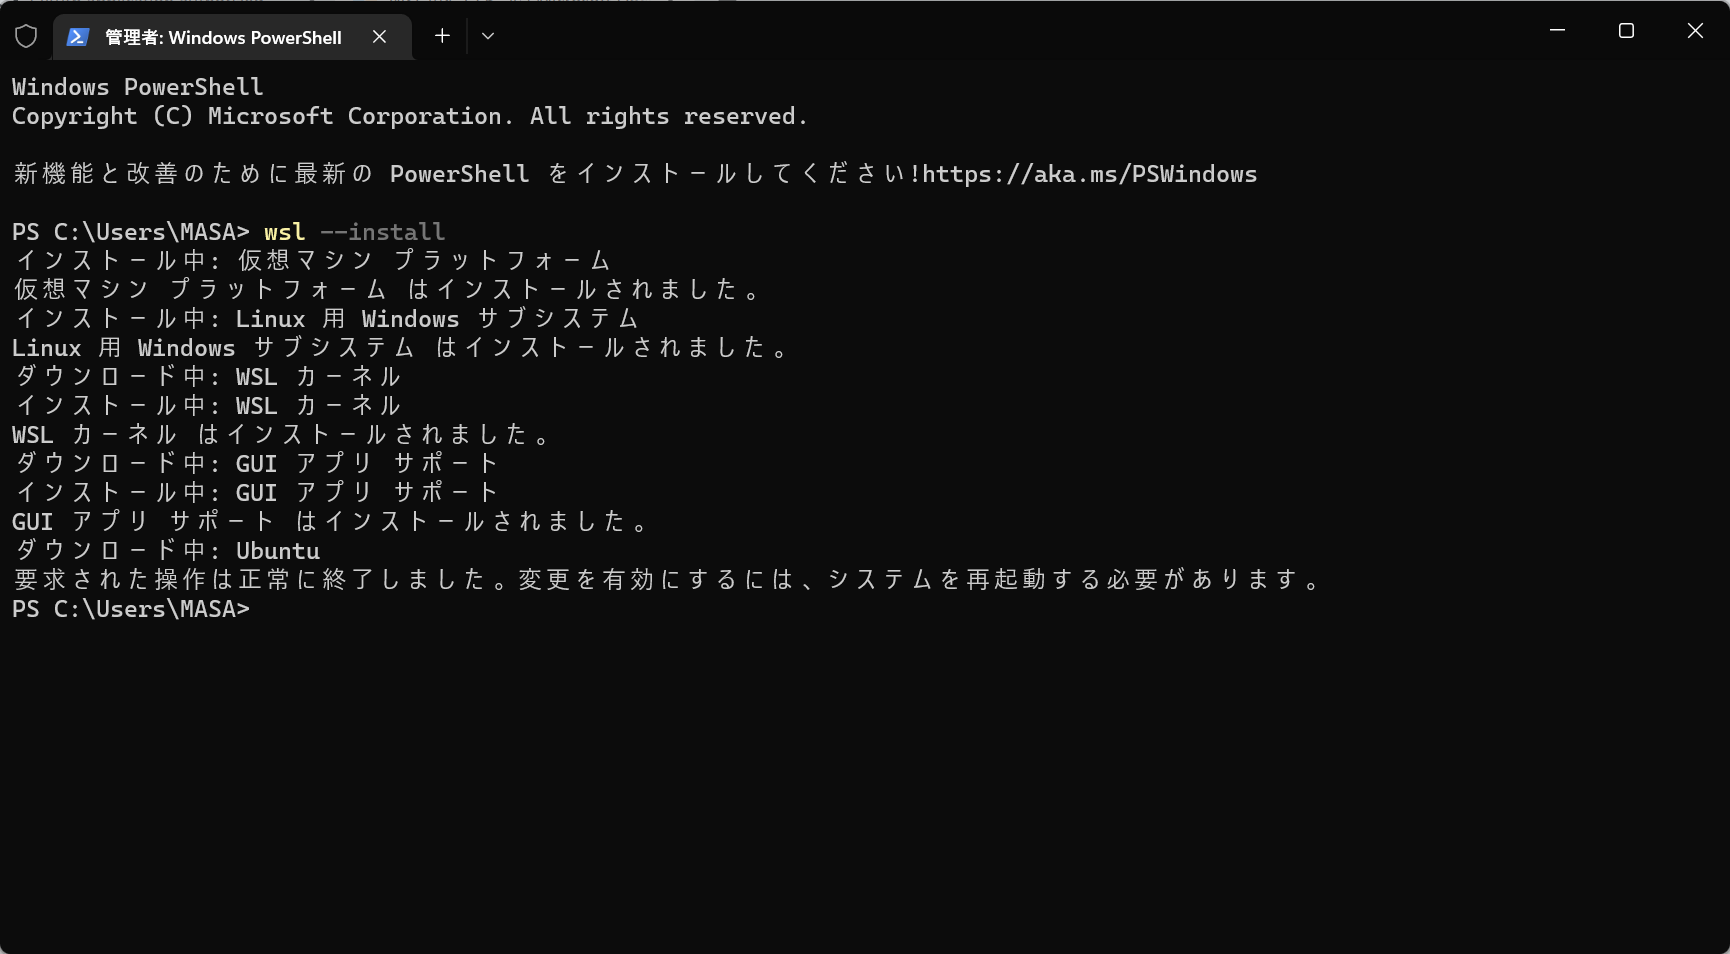 管理者: Windows PowerShell
Windows PowerShell
Copyright (C) Microsoft Corporation. All rights reserved.
新機能と改善のために最新の PowerShell をインストールしてください!https://aka.ms/PSWindows
PS C:\Users\MASA> wsl --install
インストール中: 仮想マシン プラットフォーム
仮想マシン プラットフォーム はインストールされました。
インストール中: Linux 用 Windows サブシステム
Linux 用 Windows サブシステム はインストールされました。
ダウンロード中: WSL カーネル
インストール中: WSL カーネル
WSL カーネル はインストールされました。
ダウンロード中: GUI アプリ サポート
インストール中: GUI アプリ サポート
GUI アプリ サポート はインストールされました。
ダウンロード中: Ubuntu
要求された操作は正常に終了しました。変更を有効にするには、システムを再起動する必要があります。
PS C:\Users\MASA>